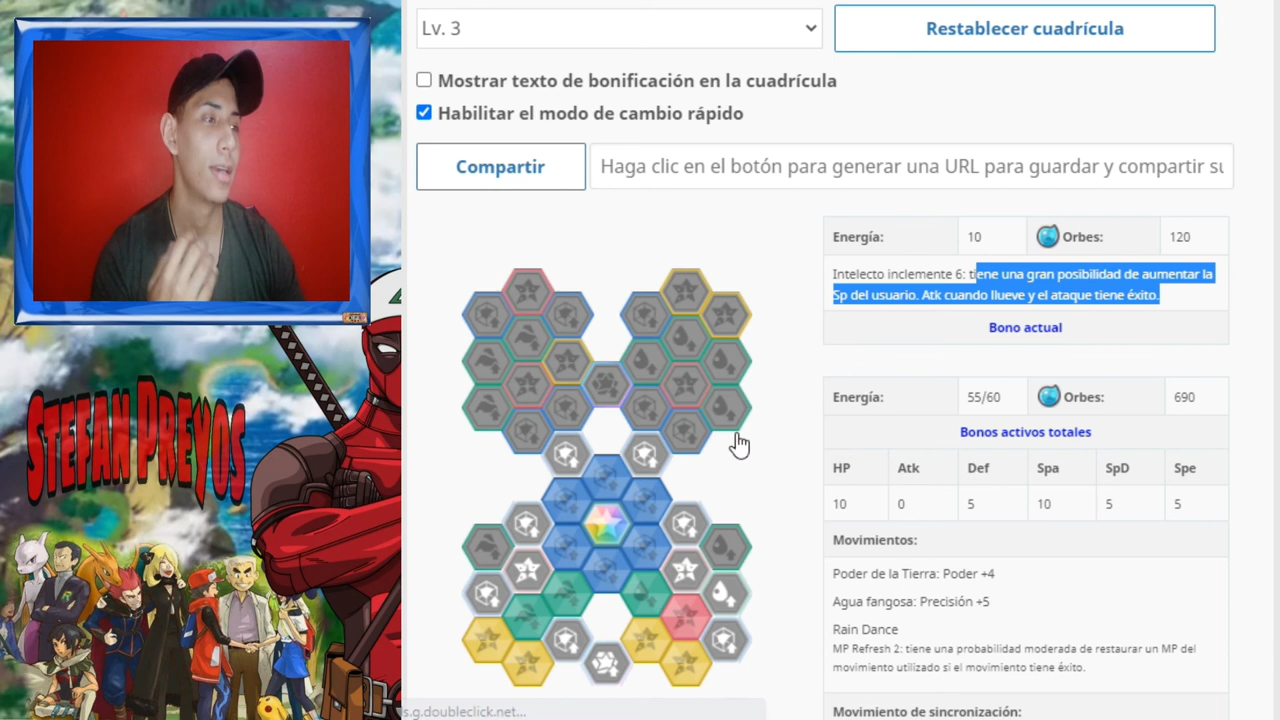 Lv. 3
Restablecer cuadrícula
Mostrar texto de bonificación en la cuadrícula
Habilitar el modo de cambio rápido
Compartir
Haga clic en el botón para generar una URL para guardar y compartir su
Energía: 10 Orbes: 120
Intelecto inclemente 6: tiene una gran posibilidad de aumentar la
Sp del usuario. Atk cuando llueve y el ataque tiene éxito.
Bono actual
Energía: 55/60 Orbes: 690
Bonos activos totales
HP Atk Def Spa SpD Spe
10 0 5 10 5 5
Movimientos:
Poder de la Tierra: Poder +4
Agua fangosa: Precisión +5
Rain Dance
MP Refresh 2: tiene una probabilidad moderada de restaurar un MP del
movimiento utilizado si el movimiento tiene éxito.
Movimiento de sincronización:
s.g.doubleclick.net...
STEFAN PREYOS